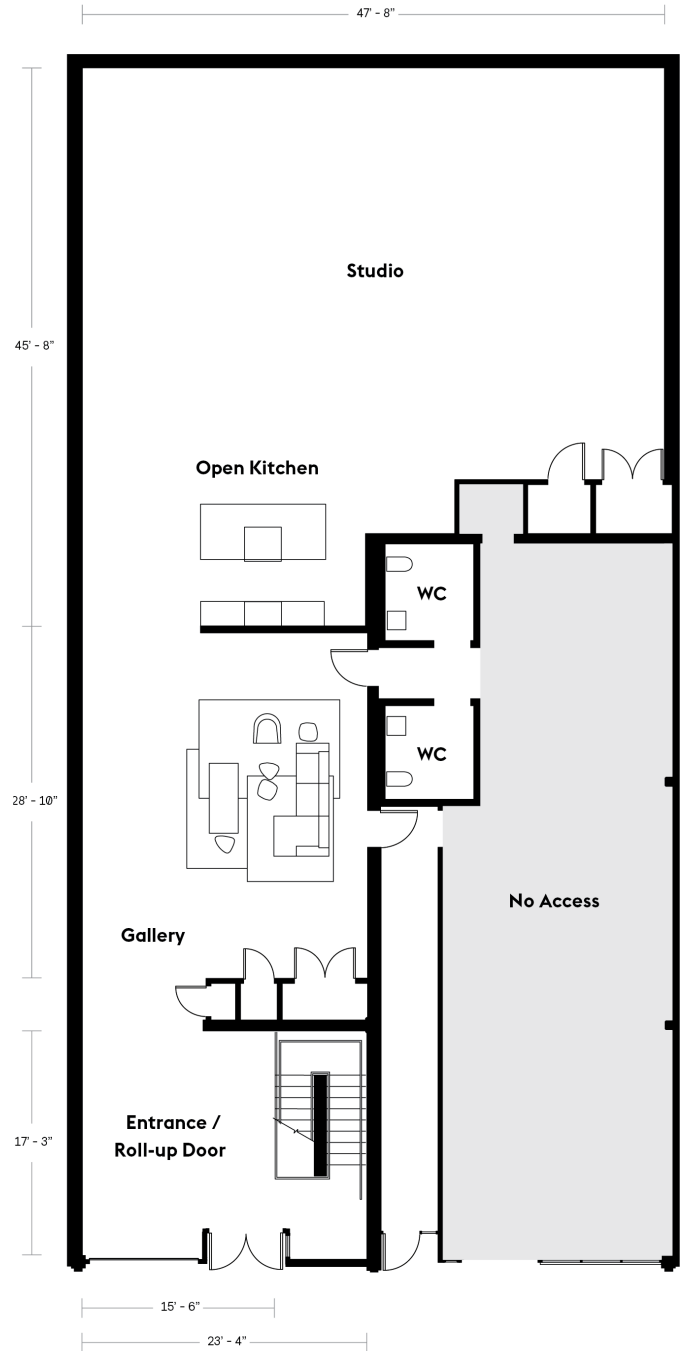 47’ - 8”
Studio
45’ - 8”
Open Kitchen
WC
WC
28’ - 10”
No Access
Gallery
Entrance /
Roll-up Door
17’ - 3”
15’ - 6”
23’ - 4”